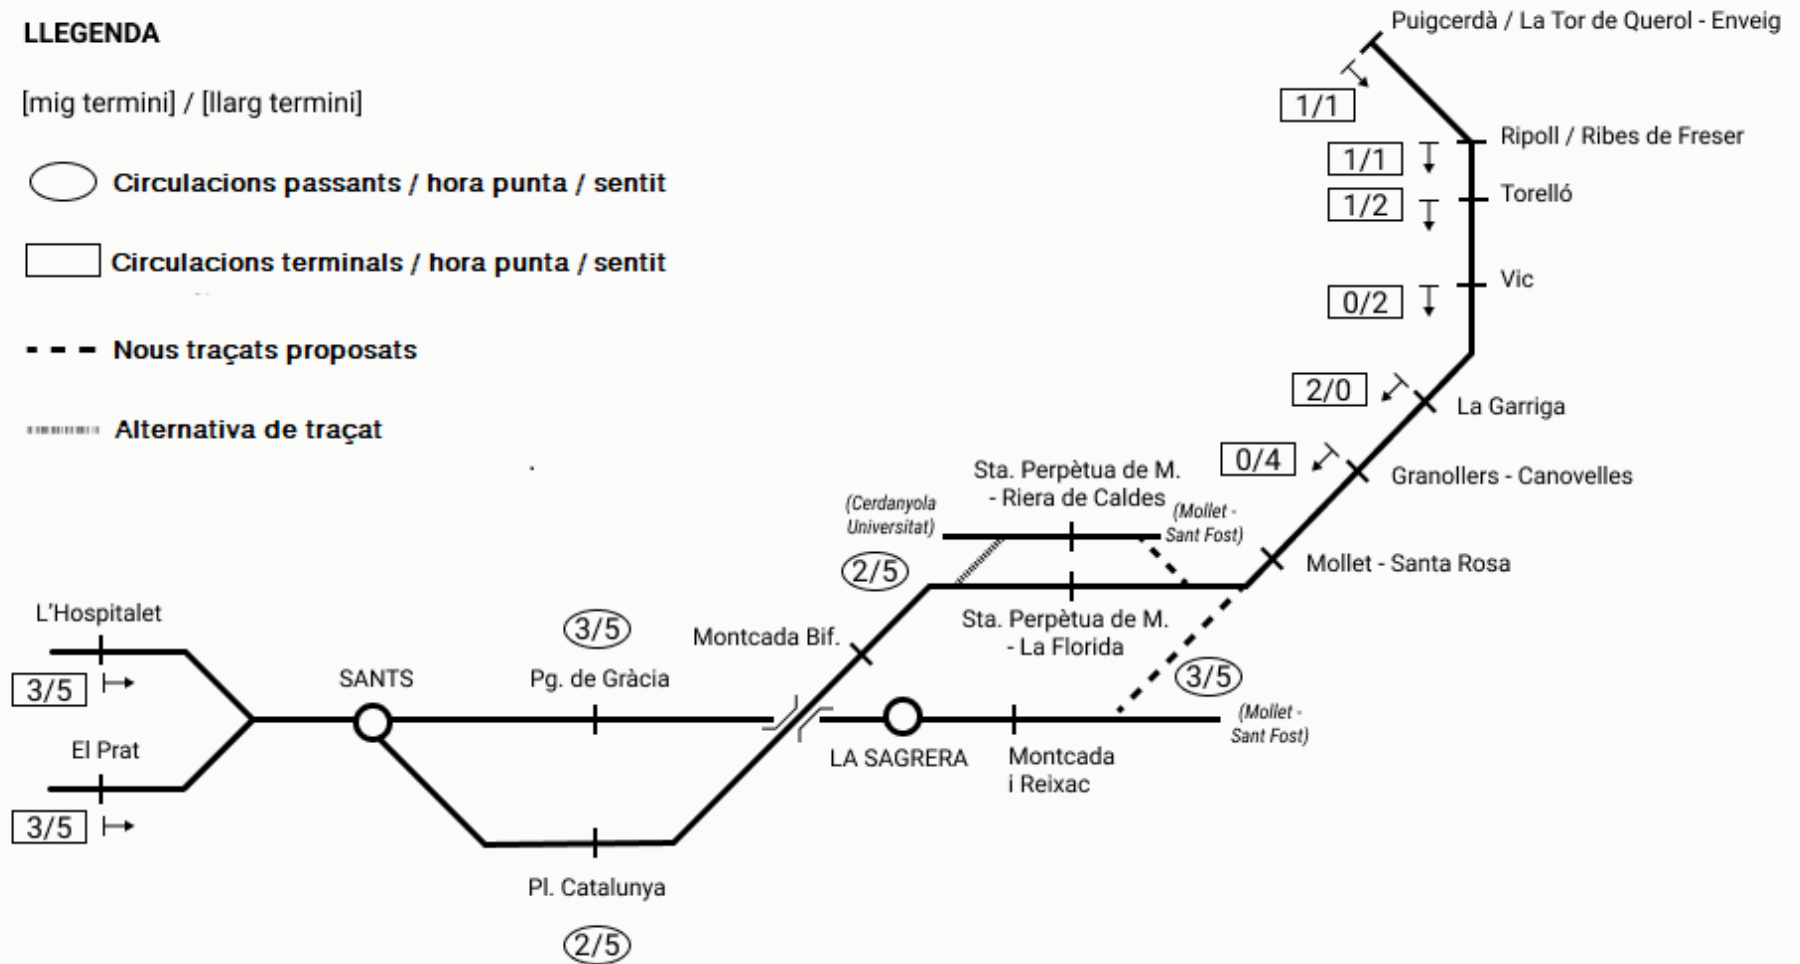 LLEGENDA
[mig termini] / [llarg termini]
Circulacions passants / hora punta / sentit
Circulacions terminals / hora punta / sentit
Nous traçats proposats
Alternativa de traçat
Puigcerdà / La Tor de Querol - Enveig
1/1
Ripoll / Ribes de Freser
1/1
Torelló
1/2
Vic
0/2
La Garriga
2/0
Granollers - Canovelles
0/4
Mollet - Santa Rosa
Sta. Perpètua de M.
- Riera de Caldes
(Cerdanyola
Universitat)
(Mollet -
Sant Fost)
2/5
Sta. Perpètua de M.
- La Florida
Montcada Bif.
3/5
(Mollet -
Sant Fost)
L'Hospitalet
3/5
El Prat
3/5
SANTS
3/5
Pg. de Gràcia
LA SAGRERA
Montcada
i Reixac
Pl. Catalunya
2/5